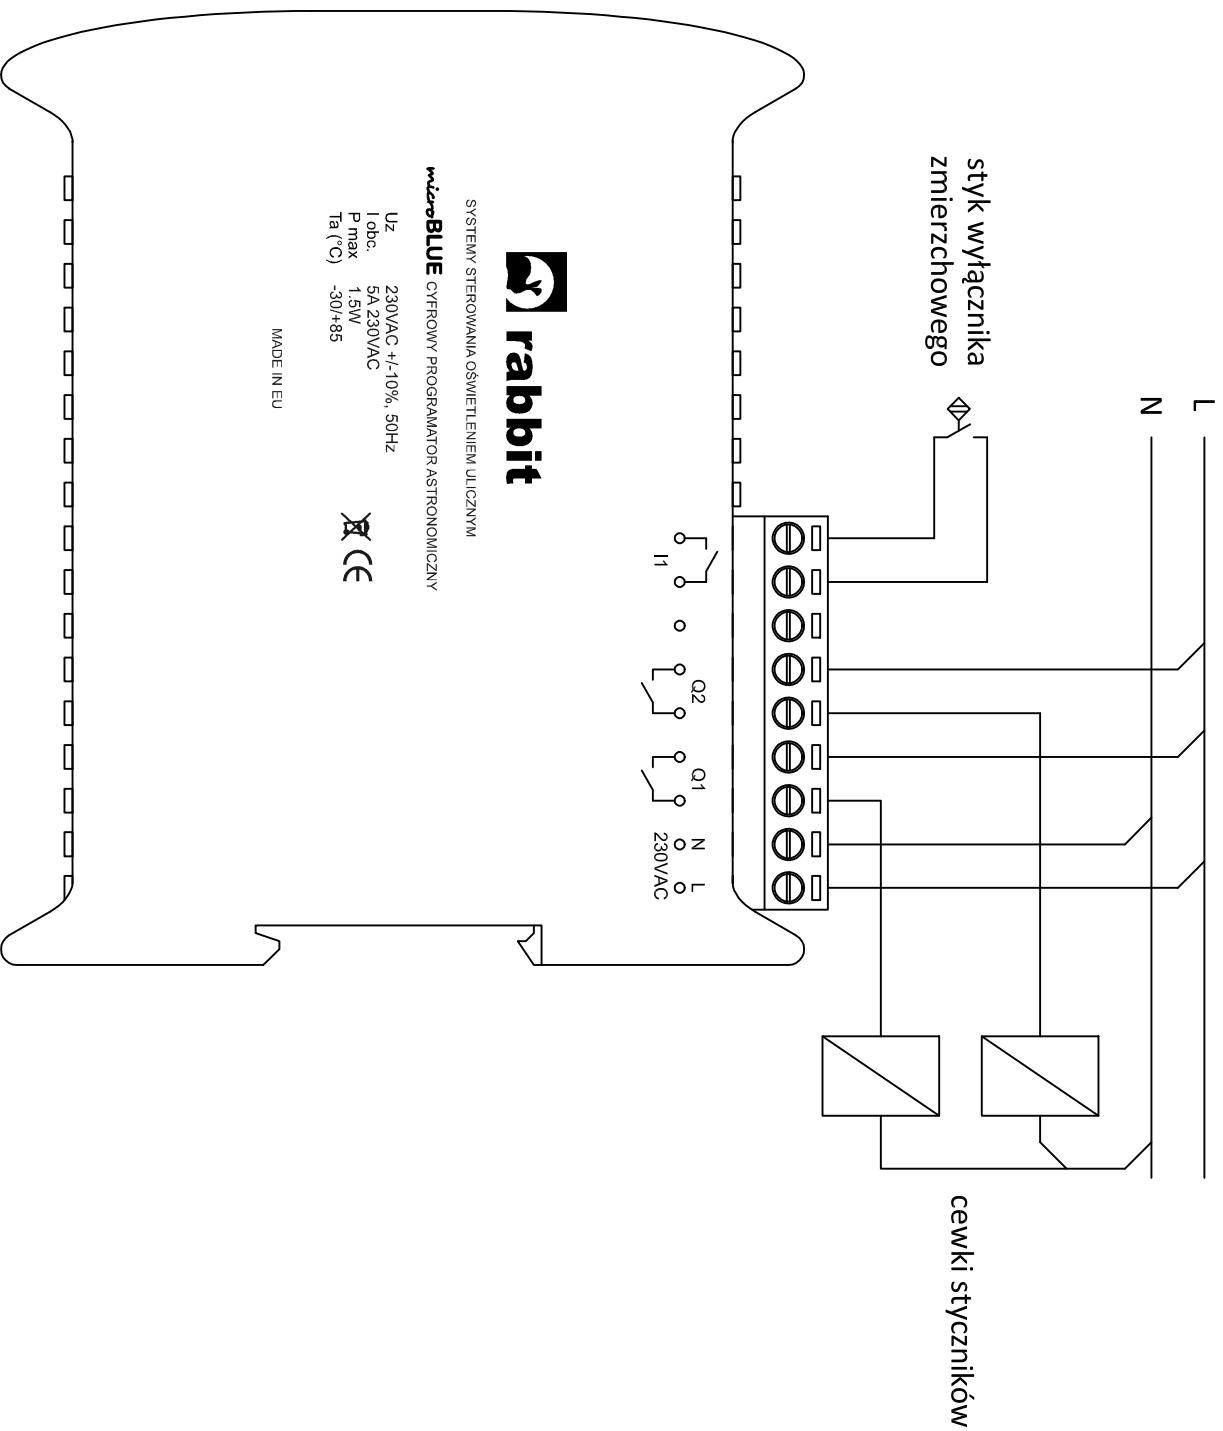 L
N
styk wyłącznika
zmierzchowego
cewki styczników
rabbit
SYSTEMY STEROWANIA OŚWIETLENIEM ULICZNYM
microBLUE CYFROWY PROGRAMATOR ASTRONOMICZNY
Uz 230VAC +/-10%, 50Hz
I obc. 5A 230VAC
P max 1.5W
Ta (°C) -30/+85
CE
MADE IN EU
I1
Q2
Q1
N
L
230VAC